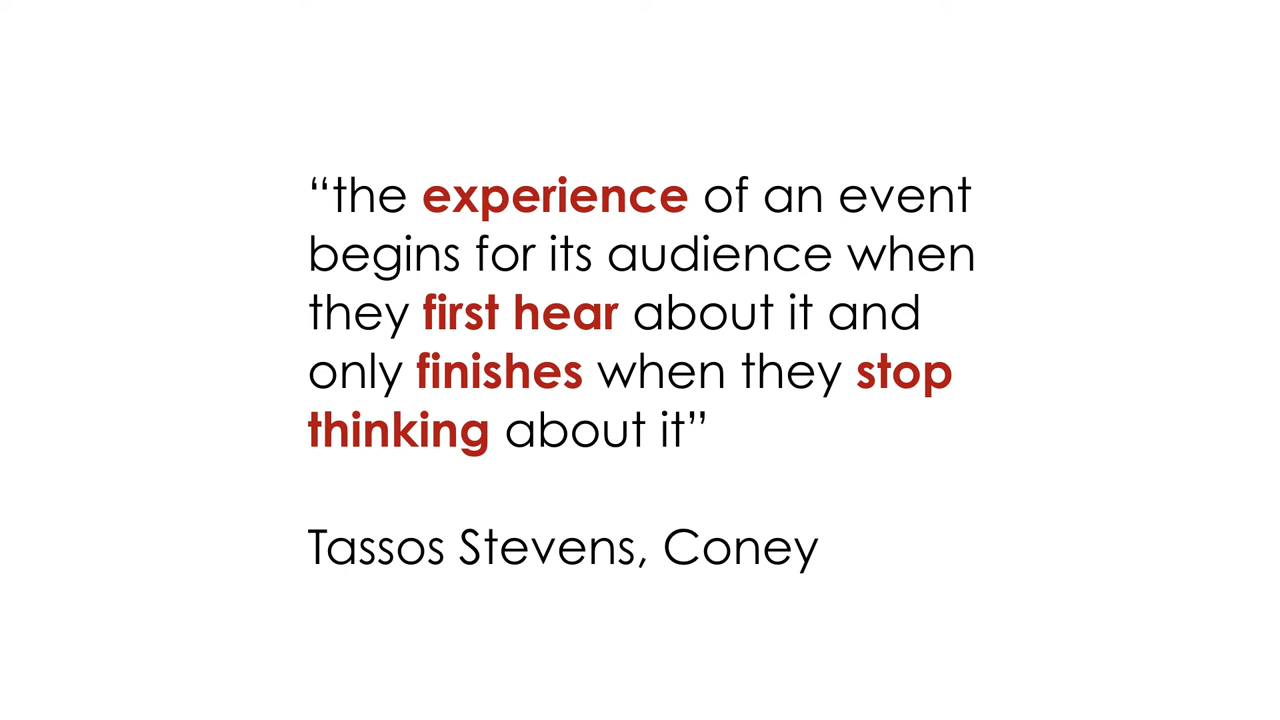 “the experience of an event
begins for its audience when
they first hear about it and
only finishes when they stop
thinking about it”
Tassos Stevens, Coney